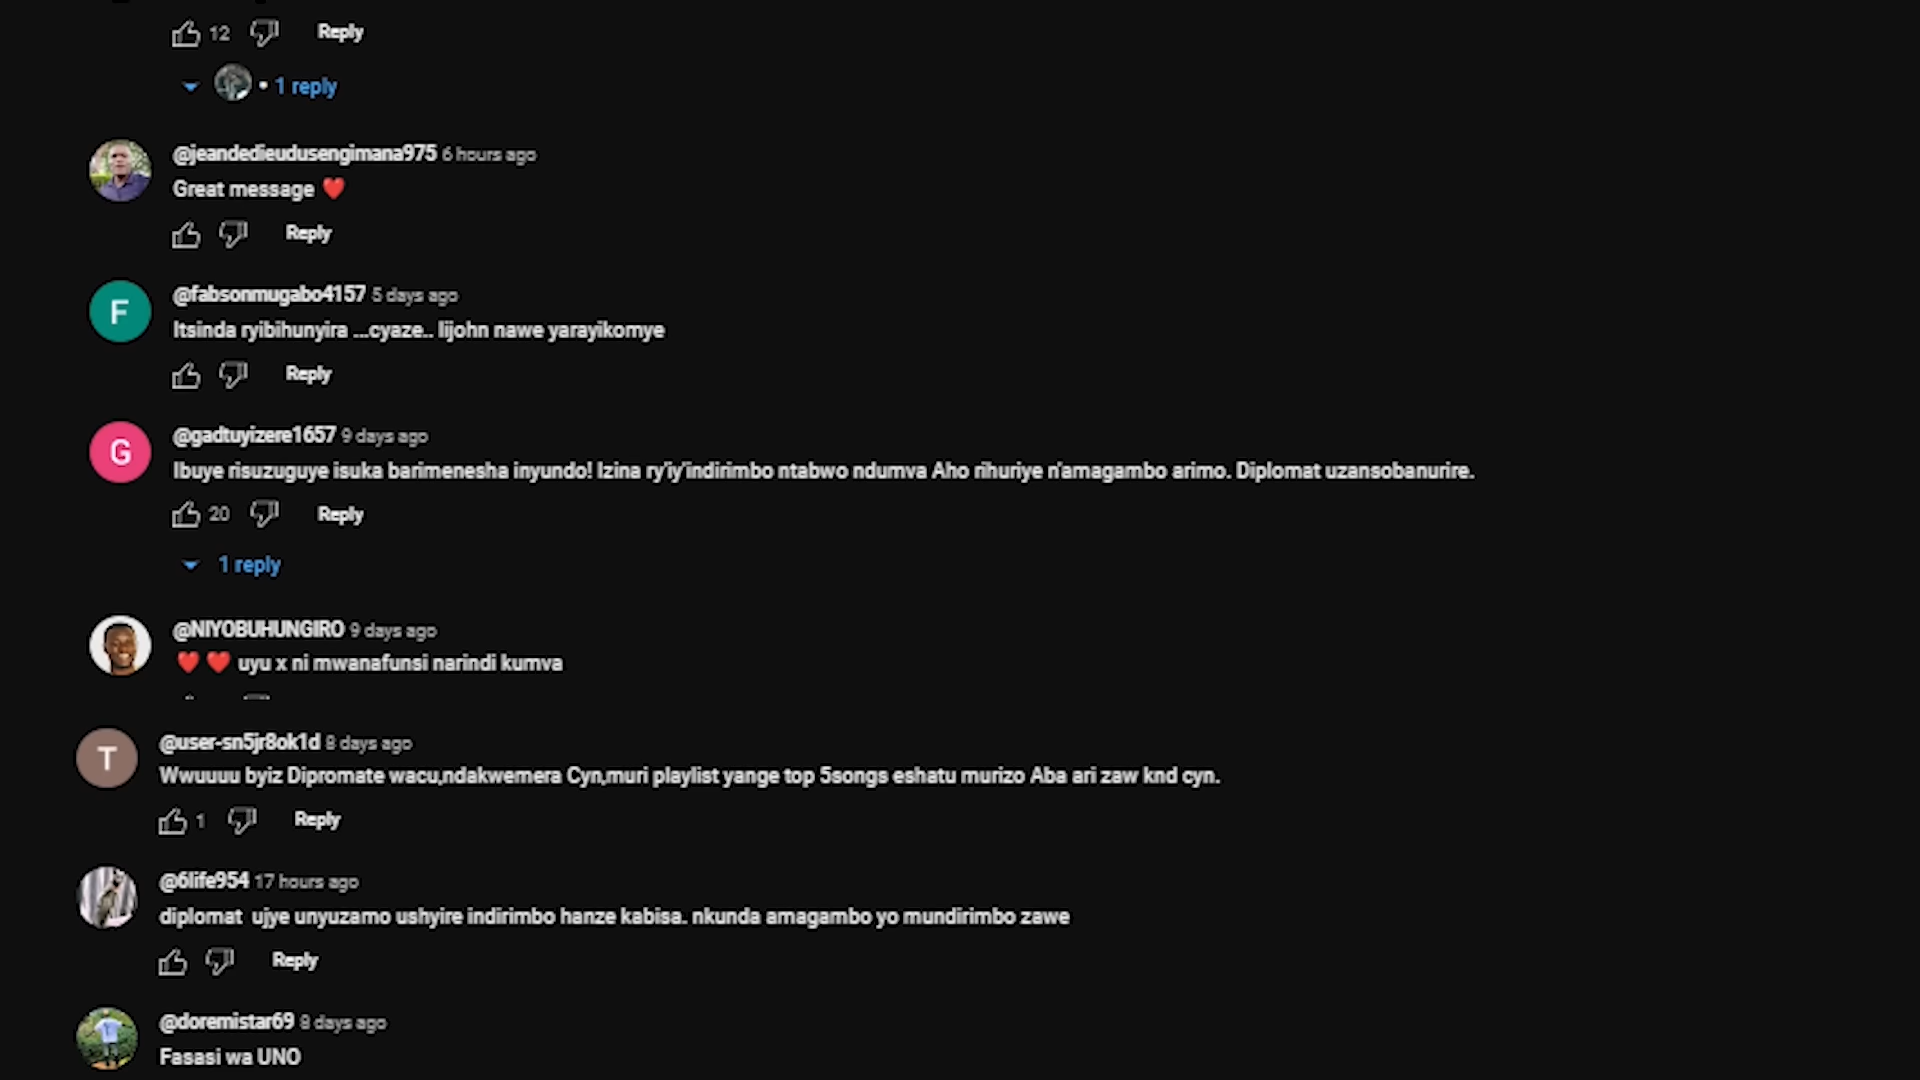 12 Reply
• 1 reply
@jeandedieudusengimana975 6 hours ago
Great message ❤️
Reply
F
@fabsonmugabo4157 5 days ago
Itsinda ryibihunyira ...cyaze.. lijohn nawe yarayikomye
Reply
G
@gadtuyizere1657 9 days ago
Ibuye risuzuguye isuka barimenesha inyundo! Izina ry'iy'indirimbo ntabwo ndumva Aho rihuriye n'amagambo arimo. Diplomat uzansobanurire.
20 Reply
1 reply
@NIYOBUHUNGIRO 9 days ago
❤️ ❤️ uyu x ni mwanafunsi narindi kumva
T
@user-sn5jr8ok1d 8 days ago
Wwuuuu byiz Dipromate wacu,ndakwemera Cyn,muri playlist yange top 5songs eshatu murizo Aba ari zaw knd cyn.
1 Reply
@6life954 17 hours ago
diplomat ujye unyuzamo ushyire indirimbo hanze kabisa. nkunda amagambo yo mundirimbo zawe
Reply
@doremistar69 8 days ago
Fasasi wa UNO